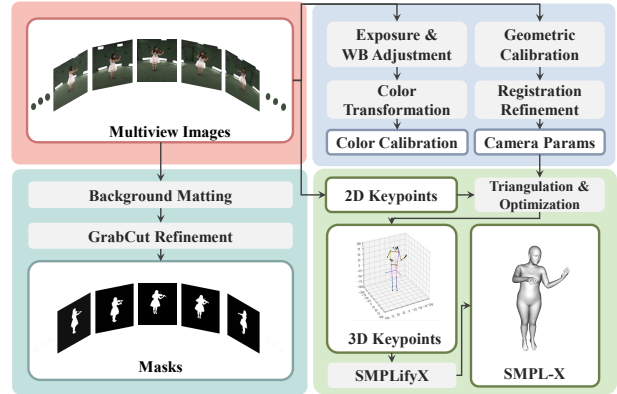 Multiview Images
Exposure &
WB Adjustment
Color
Transformation
Color Calibration
Geometric
Calibration
Registration
Refinement
Camera Params
Background Matting
GrabCut Refinement
Masks
2D Keypoints
Triangulation &
Optimization
3D Keypoints
SMPLifyX
SMPL-X